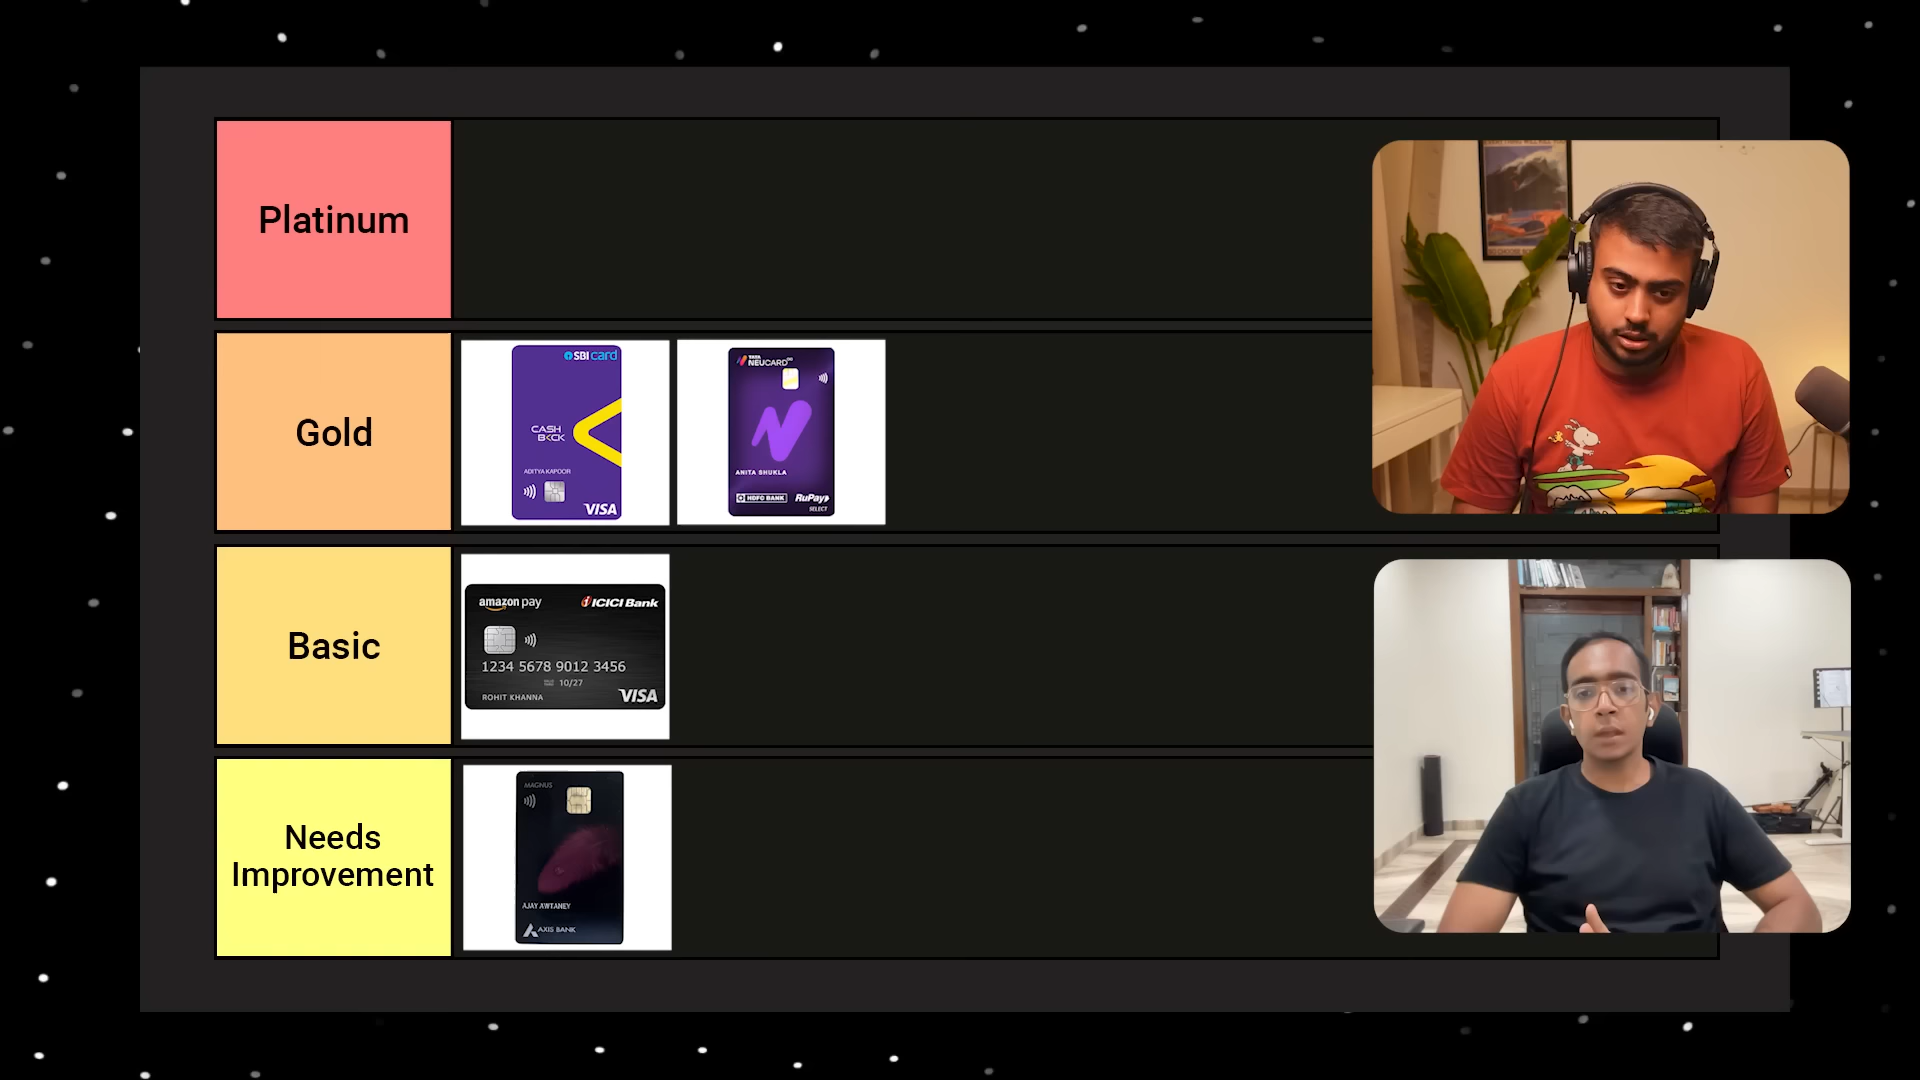 Platinum
Gold
SBI card
CASH
BACK
ADITYA KAPOOR
VISA
TATA
NEUCARD
ANITA SHUKLA
HDFC BANK
RuPay
SELECT
Basic
amazon pay
ICICI Bank
1234 5678 9012 3456
10/27
ROHIT KHANNA
VISA
Needs
Improvement
MAGNUS
AJAY AWTANEY
AXIS BANK